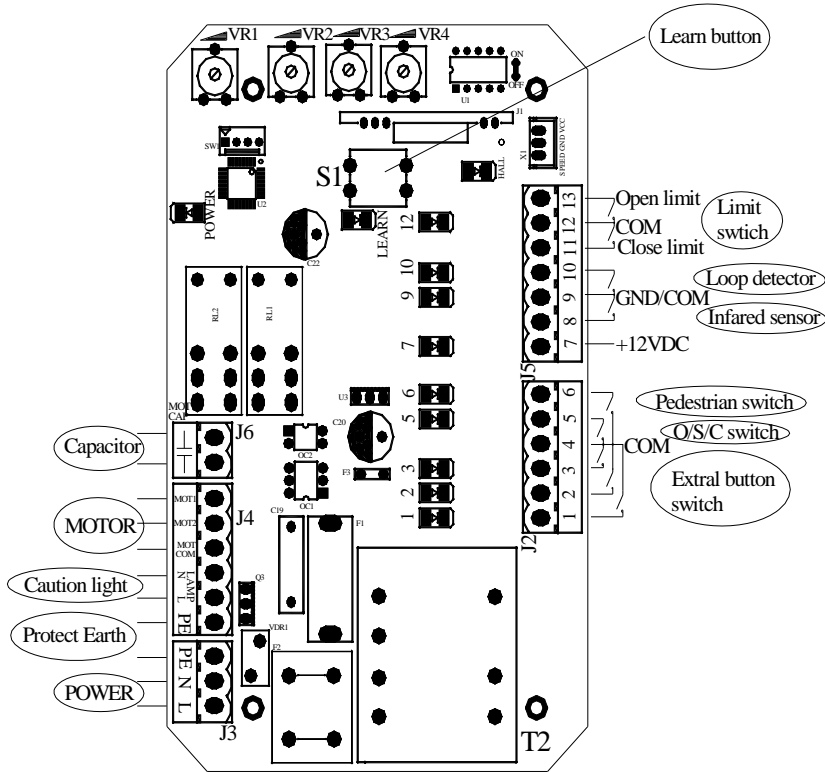 VR1 VR2 VR3 VR4
Learn button
ON
OFF
U1
J1
SW1
U2
S1
HALL
X1
SPEED GND VCC
POWER
LEARN
C22
12
10
9
7
6
5
3
2
1
RL2
RL1
U3
C20
F3
OC2
OC1
C19
F1
Q3
VDR1
F2
T2
13
12
11
10
9
8
7
J5
Open limit
COM
Close limit
Limit
swtich
Loop detector
GND/COM
Infared sensor
+12VDC
6
5
4
3
2
1
J2
Pedestrian switch
O/S/C switch
COM
Extral button
switch
MOT
CAP
J6
Capacitor
MOT1
MOT2
MOT
COM
N
L
LAMP
PE
J4
MOTOR
Caution light
Protect Earth
PE N L
J3
POWER